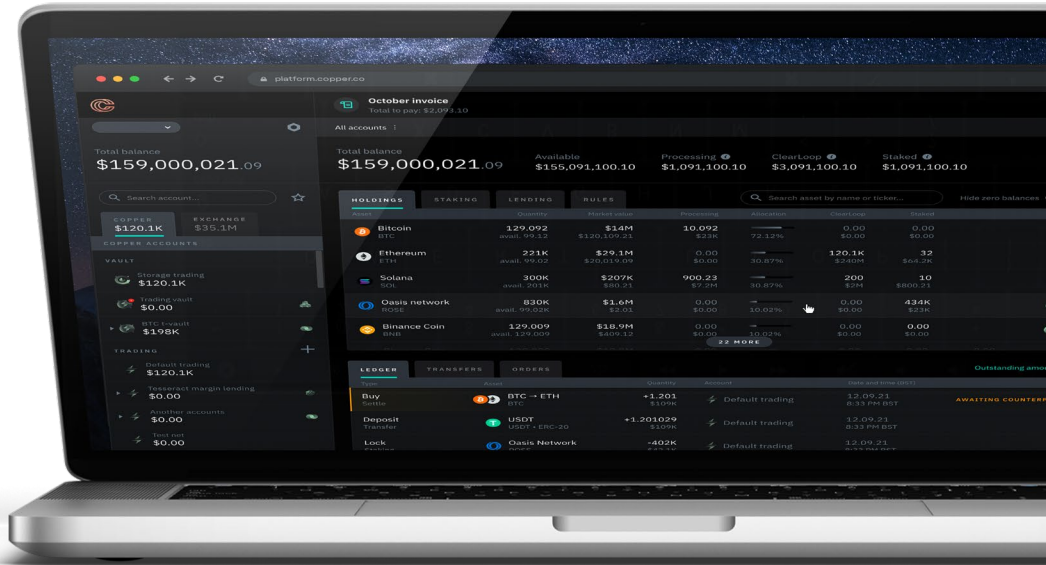 platform.copper.co
October invoice
Total to pay: $2,093.10
All accounts
Total balance
$159,000,021.09
Total balance
$159,000,021.09
Available
$155,091,100.10
Processing
$1,091,100.10
ClearLoop
$3,091,100.10
Staked
$1,091,100.10
Search account...
COPPER
$120.1K
EXCHANGE
$35.1M
COPPER ACCOUNTS
VAULT
Storage trading
$120.1K
Trading vault
$0.00
BTC t-vault
$198K
TRADING
Default trading
$120.1K
Tesseract margin lending
$0.00
Another accounts
$0.00
Test net
$0.00
HOLDINGS STAKING LENDING RULES
Search asset by name or ticker...
Hide zero balances
Asset Quantity Market value Processing Allocation ClearLoop Staked
Bitcoin 129.092 $14M 10.092 0.00 0.00
BTC avail. 99.12 $120,109.21 $23K 72.12% $0.00 $0.00
Ethereum 221K $29.1M 0.00 120.1K 32
ETH avail. 99.02 $20,019.09 $0.00 30.87% $240M $64.2K
Solana 300K $207K 900.23 200 10
SOL avail. 201K $80.21 $7.2M 30.87% $2M $800.21
Oasis network 830K $1.6M 0.00 0.00 434K
ROSE avail. 99.02K $2.01 $0.00 10.02% $0.00 $23K
Binance Coin 129.009 $18.9M 0.00 0.00 0.00
BNB avail. 129.009 $409.12 $0.00 10.02% $0.00 $0.00
22 MORE
LEDGER TRANSFERS ORDERS
Outstanding
Type Asset Quantity Account Date and time (BST)
Buy BTC → ETH +1.201 Default trading 12.09.21
Settle BTC $109K 8:33 PM BST
AWAITING
Deposit USDT +1.201029 Default trading 12.09.21
Transfer USDT • ERC-20 $109K 8:33 PM BST
Lock Oasis Network -402K Default trading 12.09.21